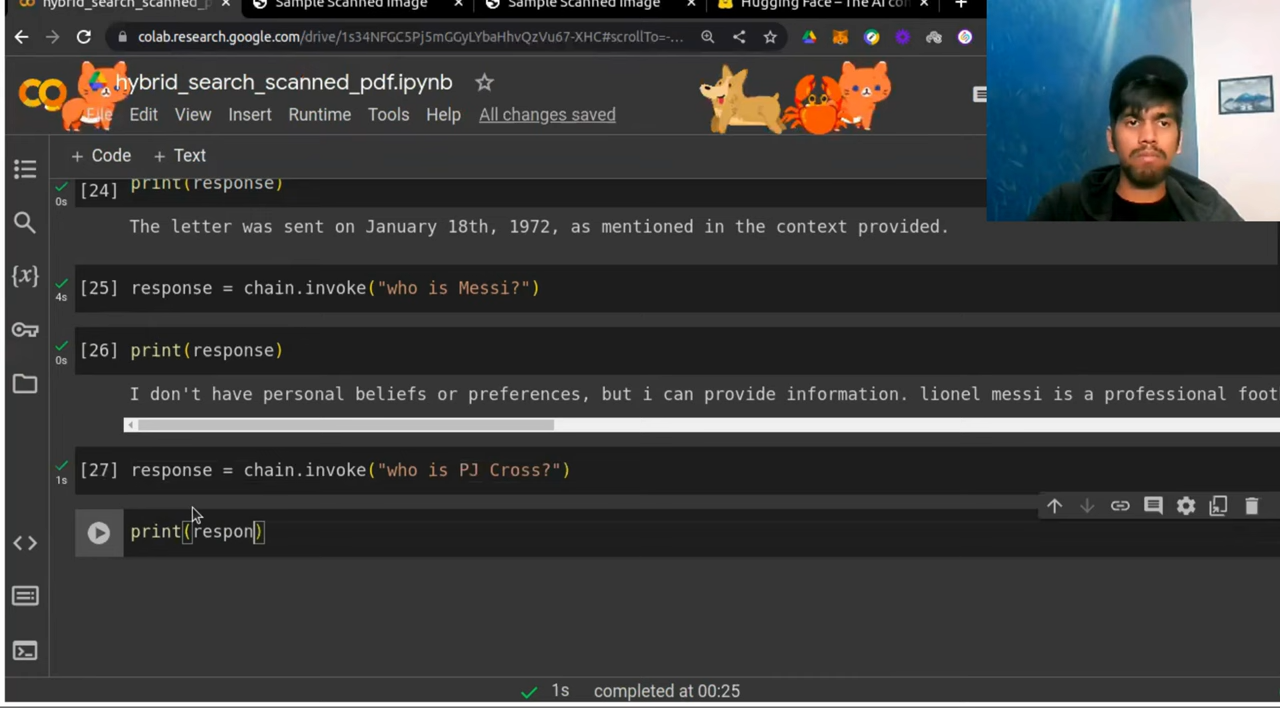 hybrid_search_scanned_p
Sample Scanned Image
Sample Scanned Image
Hugging Face – The AI co
colab.research.google.com/drive/1s34NFGC5Pj5mGGyLYbaHhvQzVu67-XHC#scrollTo=-...
hybrid_search_scanned_pdf.ipynb
File Edit View Insert Runtime Tools Help All changes saved
+ Code + Text
[24] print(response)
0s
The letter was sent on January 18th, 1972, as mentioned in the context provided.
[25] response = chain.invoke("who is Messi?")
4s
[26] print(response)
0s
I don't have personal beliefs or preferences, but i can provide information. lionel messi is a professional foot
[27] response = chain.invoke("who is PJ Cross?")
1s
print(respon)
1s completed at 00:25